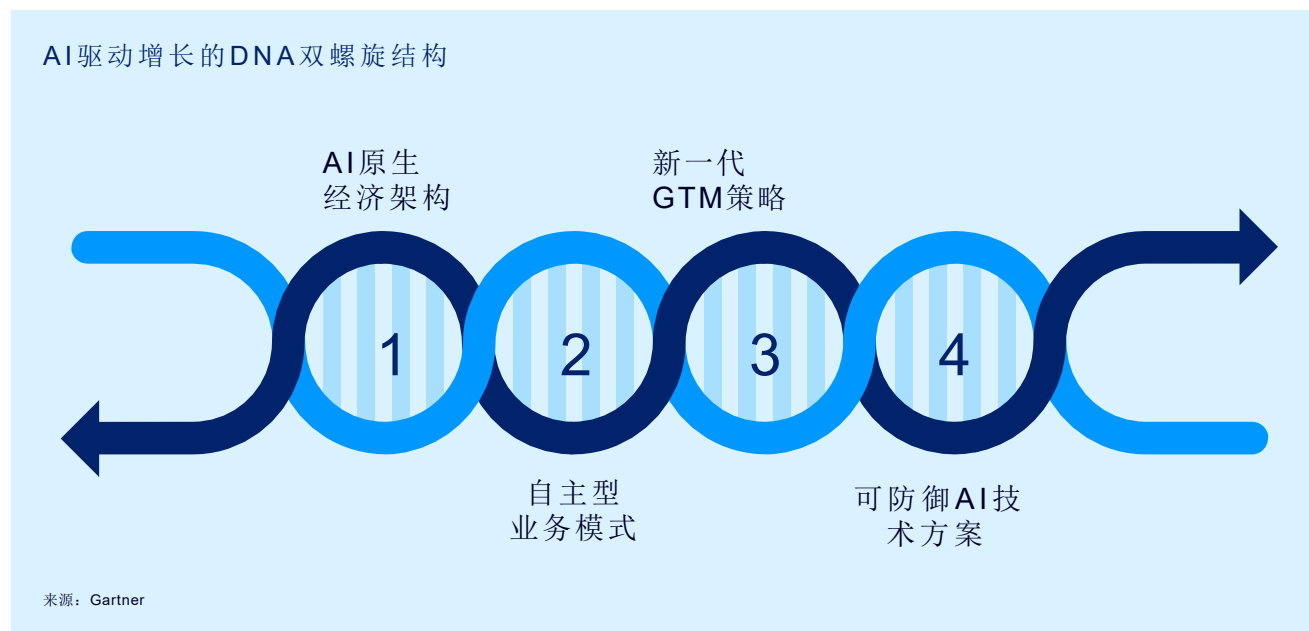 AI驱动增长的DNA双螺旋结构
AI原生
经济架构
新一代
GTM策略
1
2
3
4
自主型
业务模式
可防御AI技
术方案
来源：Gartner